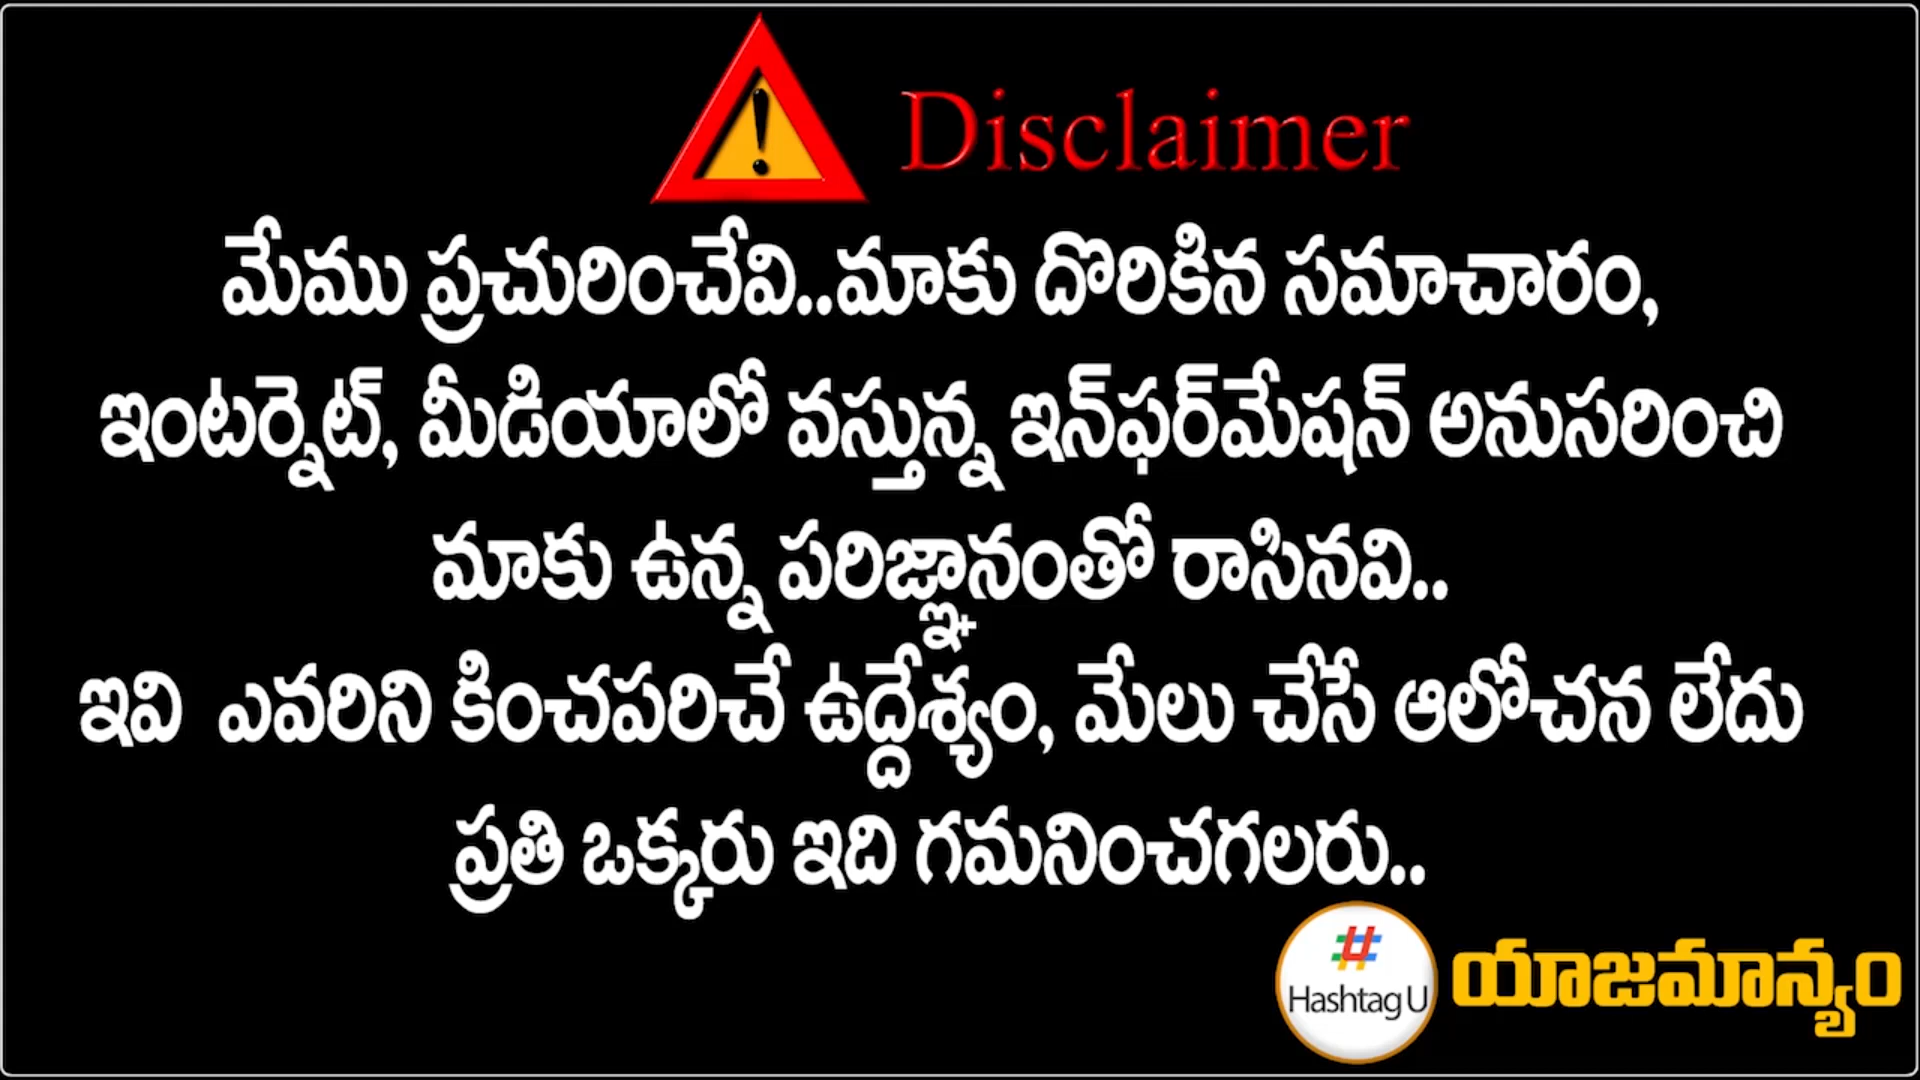 Disclaimer
మేము ప్రచురించేవి..మాకు దొరికిన సమాచారం,
ఇంటర్నెట్, మీడియాలో వస్తున్న ఇన్‌ఫర్‌మేషన్ అనుసరించి
మాకు ఉన్న పరిజ్ఞానంతో రాసినవి..
ఇవి ఎవరిని కించపరిచే ఉద్దేశ్యం, మేలు చేసే ఆలోచన లేదు
ప్రతి ఒక్కరు ఇది గమనించగలరు..
#
Hashtag U
యాజమాన్యం